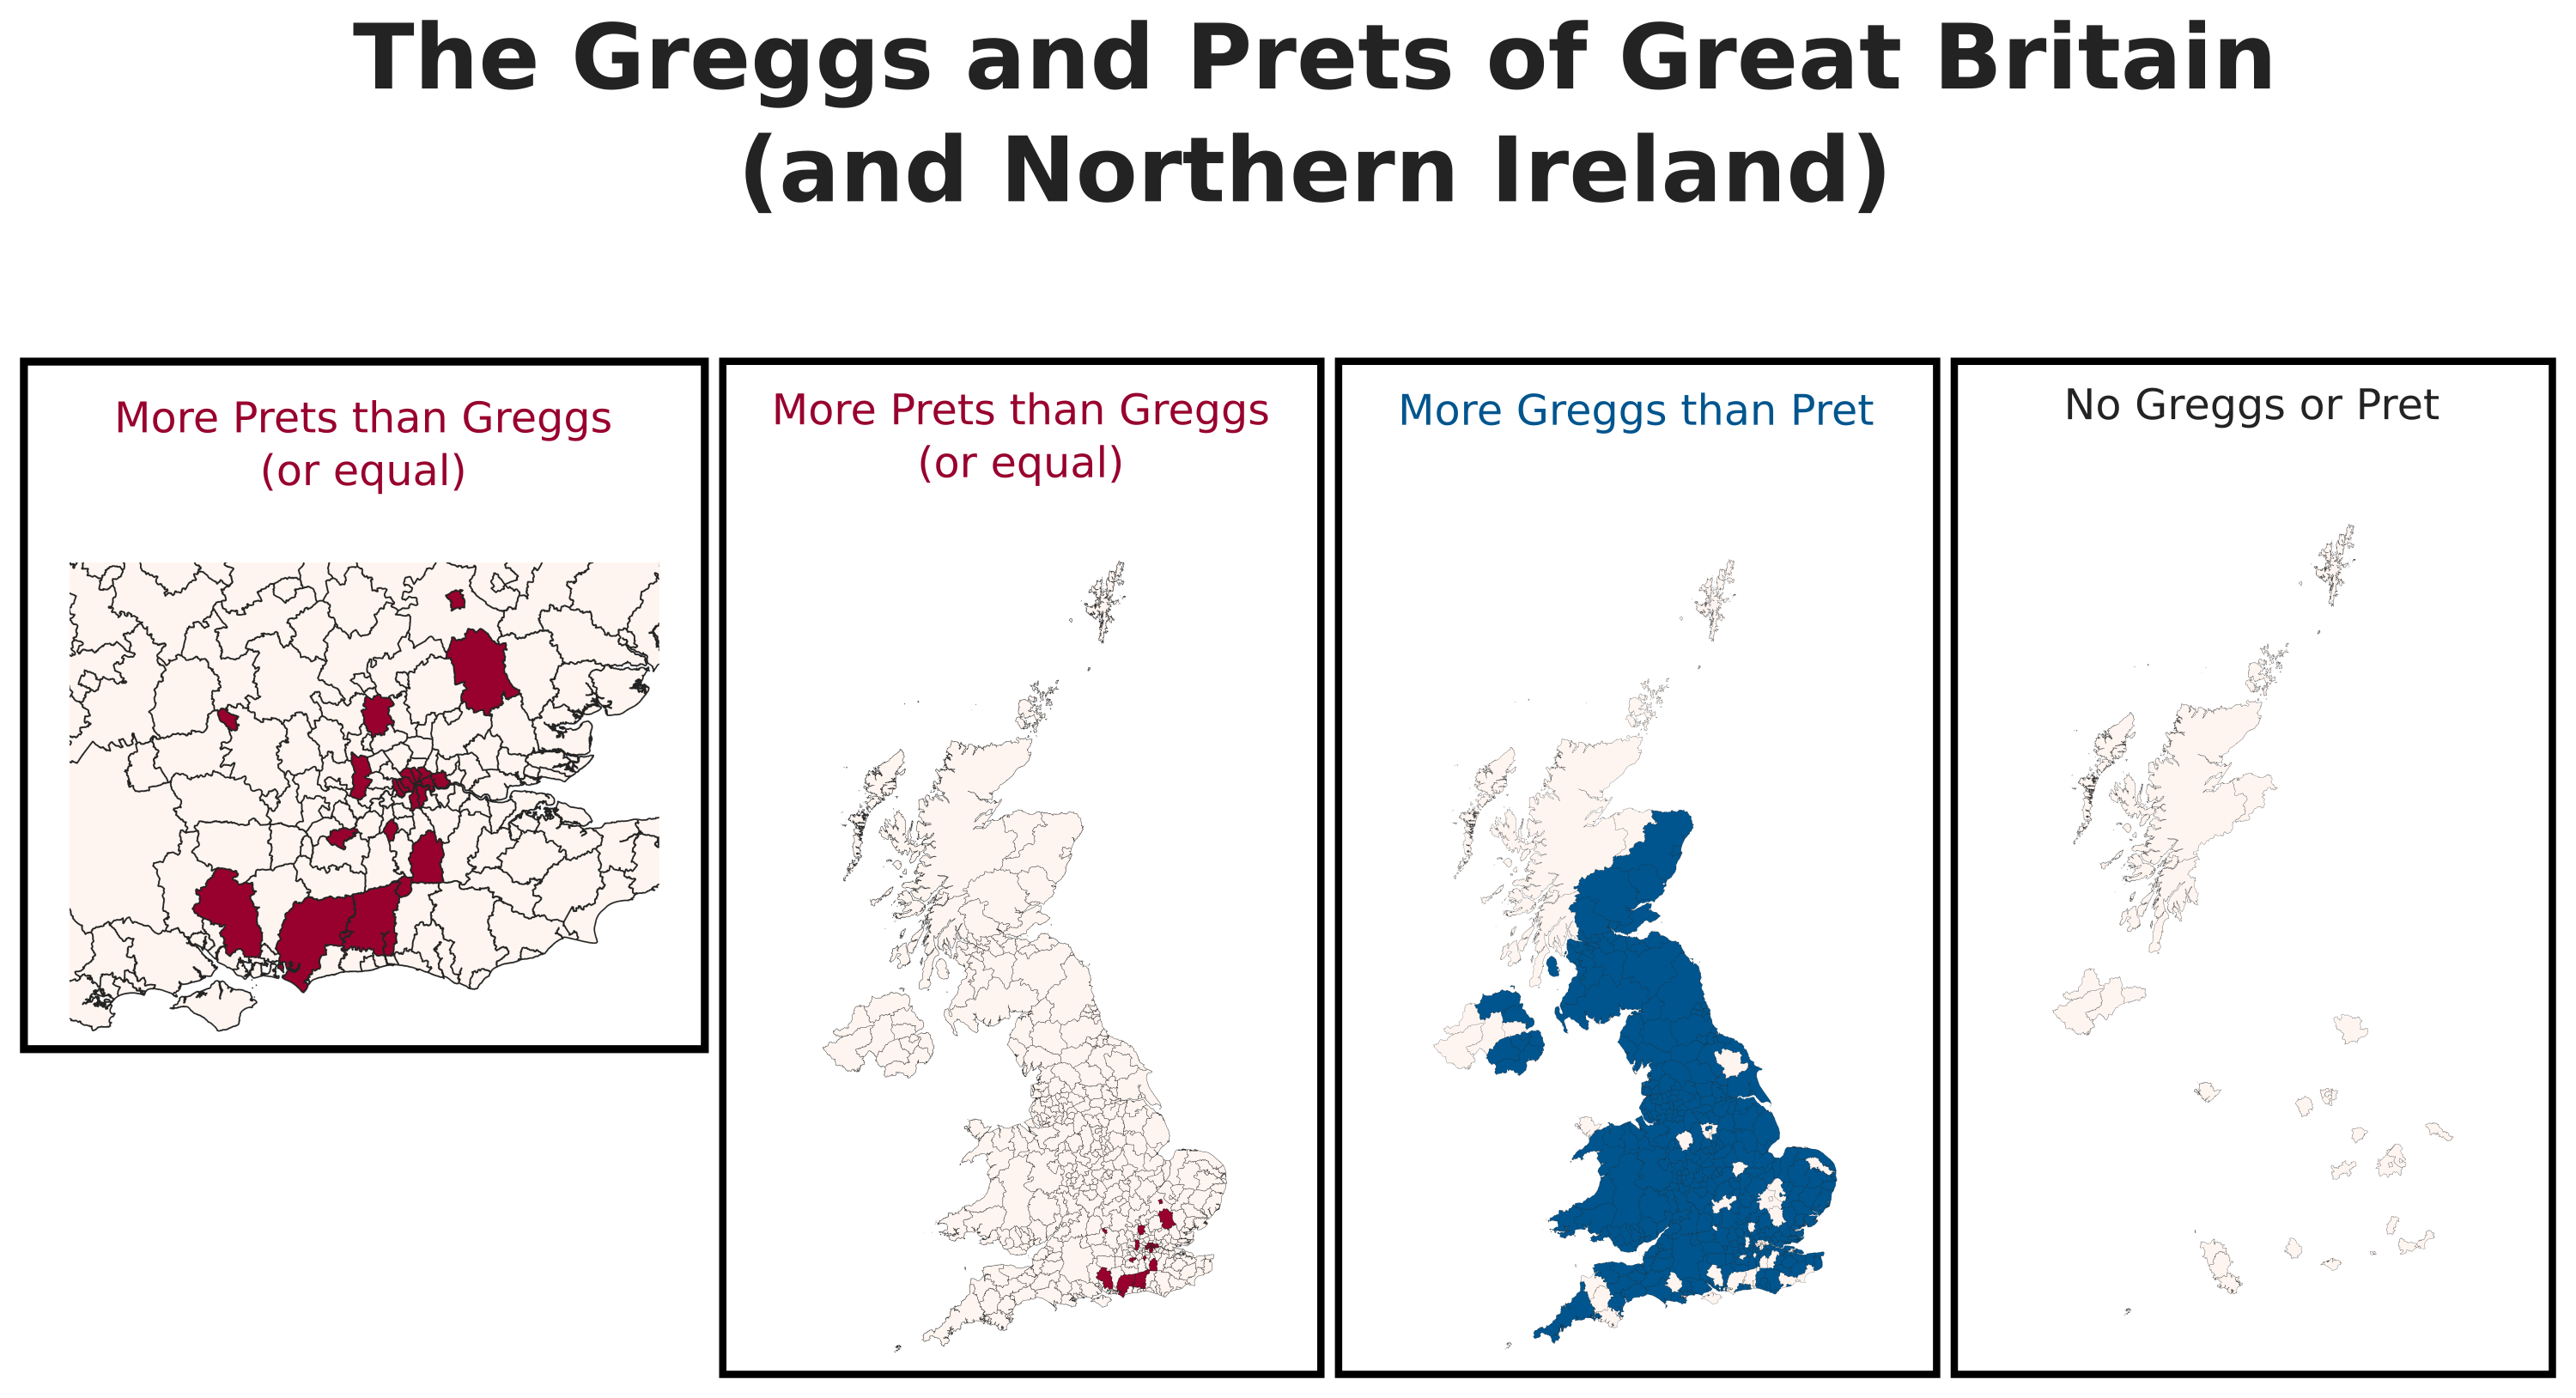 The Greggs and Prets of Great Britain
(and Northern Ireland)
More Prets than Greggs
(or equal)
More Prets than Greggs
(or equal)
More Greggs than Pret
No Greggs or Pret